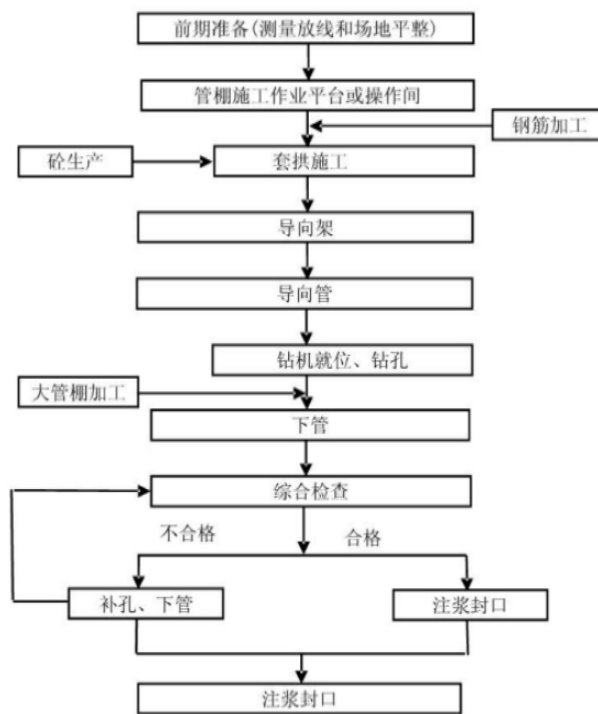 前期准备(测量放线和场地平整)
管棚施工作业平台或操作间
钢筋加工
砼生产
套拱施工
导向架
导向管
钻机就位、钻孔
大管棚加工
下管
综合检查
不合格
合格
补孔、下管
注浆封口
注浆封口